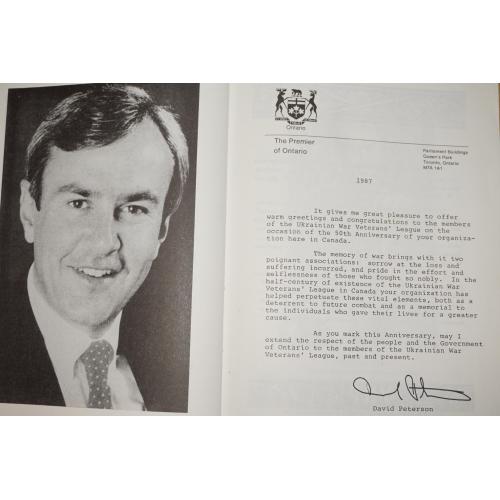 Ontario
The Premier
of Ontario
Parliament Buildings
Queen's Park
Toronto, Ontario
M7A 1A1
1987
It gives me great pleasure to offer
warm greetings and congratulations to the members
of the Ukrainian War Veterans' League on the
occasion of the 50th Anniversary of your organiza-
tion here in Canada.
The memory of war brings with it two
poignant associations: sorrow at the loss and
suffering incurred, and pride in the effort and
selflessness of those who fought so nobly. In the
half-century of existence of the Ukrainian War
Veterans' League in Canada your organization has
helped perpetuate these vital elements, both as a
deterrent to future combat and as a memorial to
the individuals who gave their lives for a greater
cause.
As you mark this Anniversary, may I
extend the respect of the people and the Government
of Ontario to the members of the Ukrainian War
Veterans' League, past and present.
David Peterson